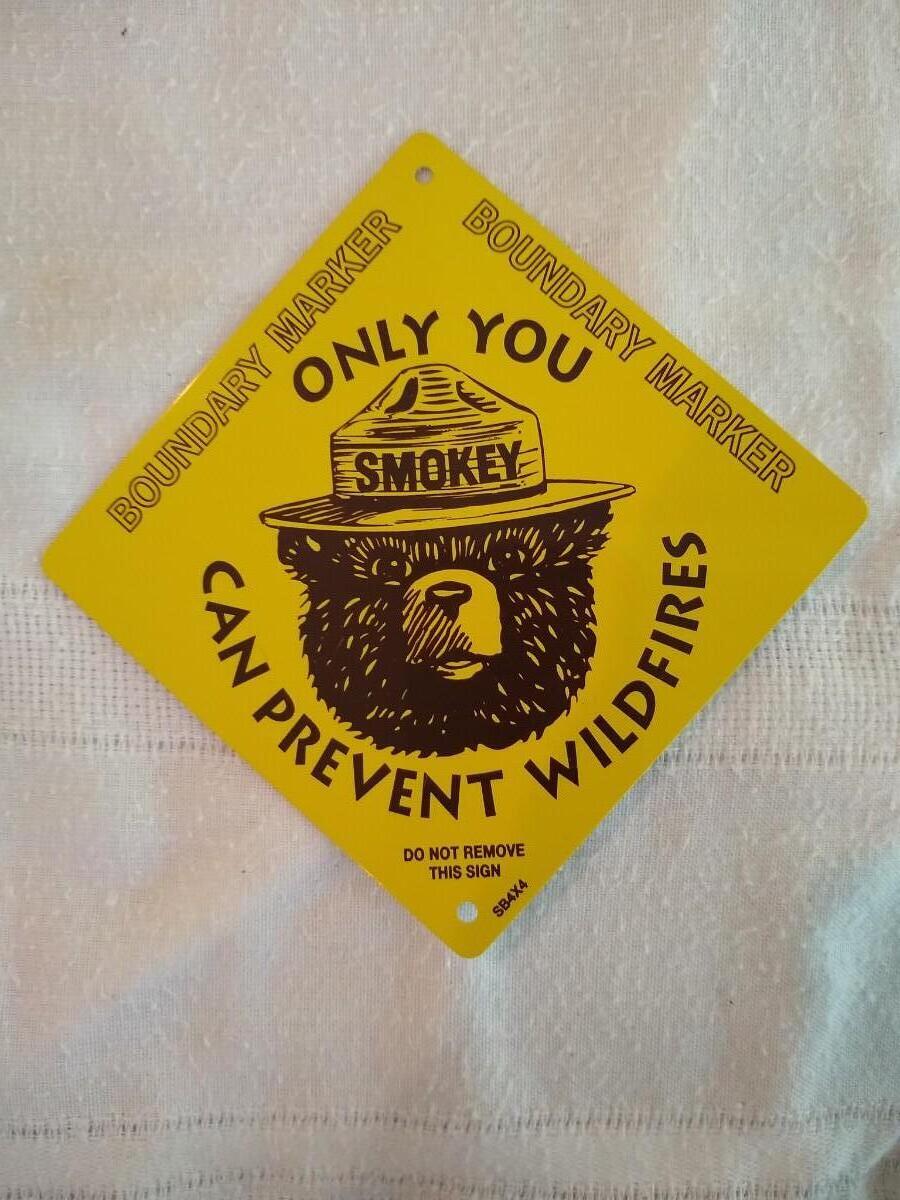 BOUNDARY MARKER
BOUNDARY MARKER
ONLY YOU
SMOKEY
CAN PREVENT WILDFIRES
DO NOT REMOVE
THIS SIGN
SB4X4